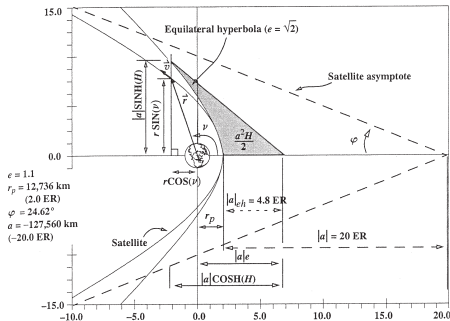 15.0
Equilateral hyperbola (e = √2)
Satellite asymptote
|a|SINH(H)
r SIN(ν)
v
r
ν
φ
a²H
2
0.0
e = 1.1
r_p = 12,736 km
(2.0 ER)
φ = 24.62°
a = –127,560 km
(–20.0 ER)
rCOS(ν)
|a|eh = 4.8 ER
r_p
|a| = 20 ER
Satellite
|a|e
|a|COSH(H)
-15.0
-10.0
-5.0
0.0
5.0
10.0
15.0
20.0